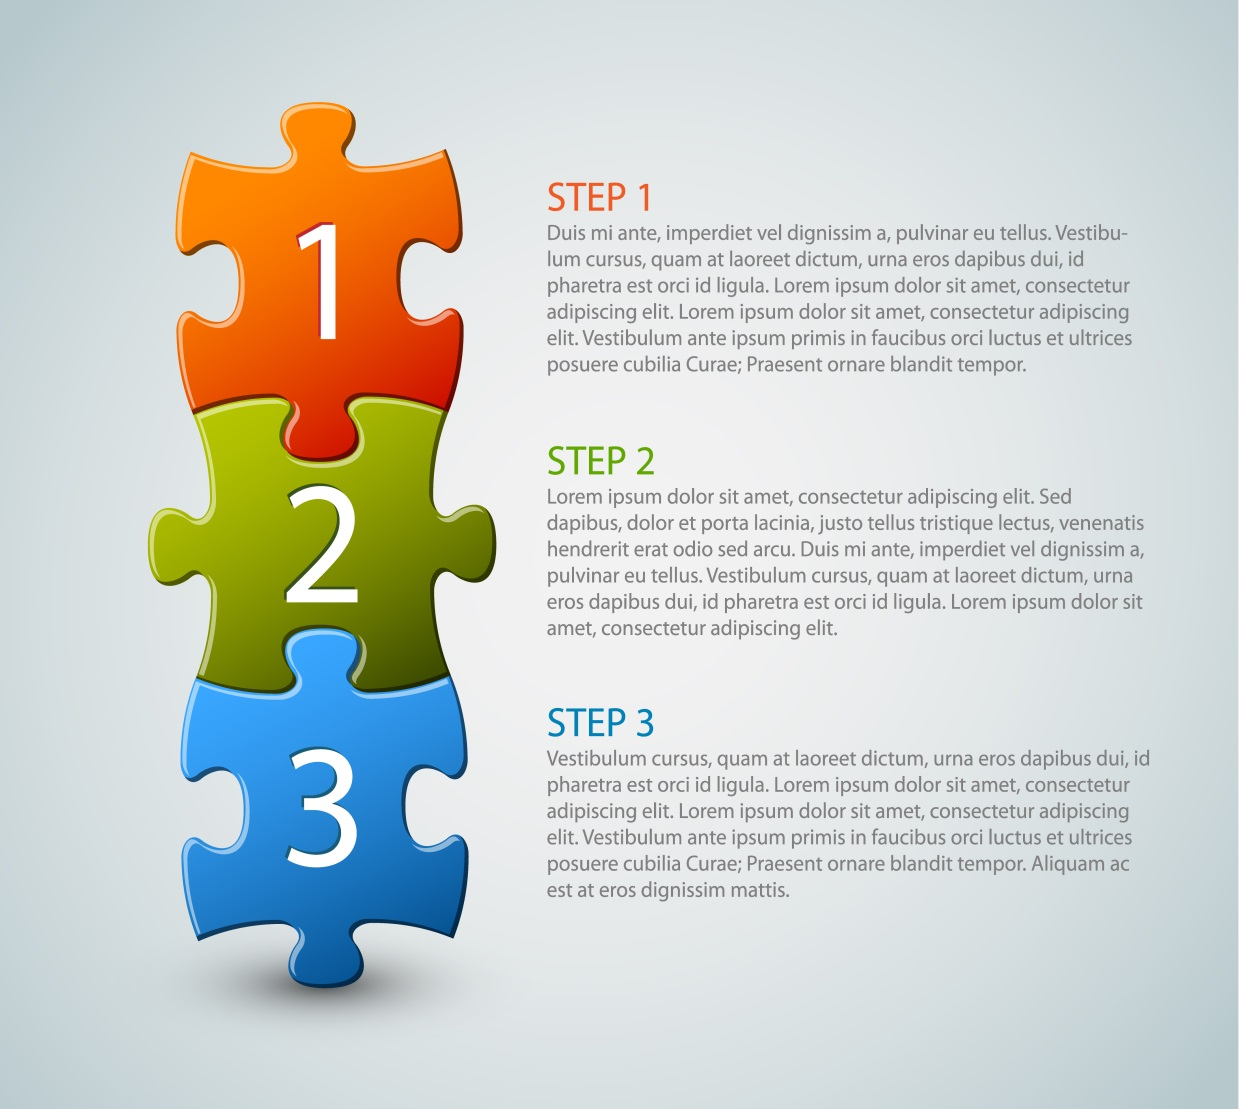 1
STEP 1
Duis mi ante, imperdiet vel dignissim a, pulvinar eu tellus. Vestibu-
lum cursus, quam at laoreet dictum, urna eros dapibus dui, id
pharetra est orci id ligula. Lorem ipsum dolor sit amet, consectetur
adipiscing elit. Lorem ipsum dolor sit amet, consectetur adipiscing
elit. Vestibulum ante ipsum primis in faucibus orci luctus et ultrices
posuere cubilia Curae; Praesent ornare blandit tempor.
2
STEP 2
Lorem ipsum dolor sit amet, consectetur adipiscing elit. Sed
dapibus, dolor et porta lacinia, justo tellus tristique lectus, venenatis
hendrerit erat odio sed arcu. Duis mi ante, imperdiet vel dignissim a,
pulvinar eu tellus. Vestibulum cursus, quam at laoreet dictum, urna
eros dapibus dui, id pharetra est orci id ligula. Lorem ipsum dolor sit
amet, consectetur adipiscing elit.
3
STEP 3
Vestibulum cursus, quam at laoreet dictum, urna eros dapibus dui, id
pharetra est orci id ligula. Lorem ipsum dolor sit amet, consectetur
adipiscing elit. Lorem ipsum dolor sit amet, consectetur adipiscing
elit. Vestibulum ante ipsum primis in faucibus orci luctus et ultrices
posuere cubilia Curae; Praesent ornare blandit tempor. Aliquam ac
est at eros dignissim mattis.